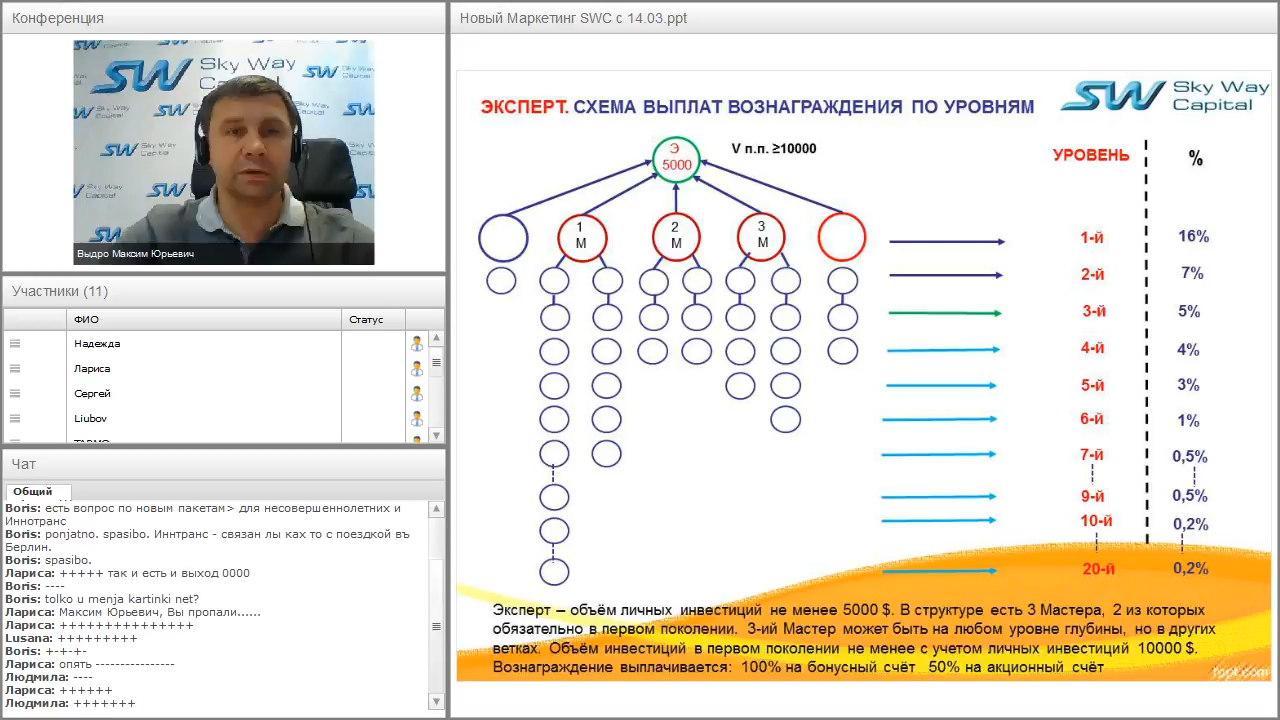 Конференция
SW
Sky Way
Capital
Выдро Максим Юрьевич
Участники (11)
ФИО
Статус
Надежда
Лариса
Сергей
Liubov
Чат
Общий
Boris: есть вопрос по новым пакетам> для несовершеннолетних и
Иннотранс
Boris: ponjatno. spasibo. Иннтранс - связан лы как то с поездкой въ
Берлин.
Boris: spasibo.
Лариса: +++++ так и есть и выход 0000
Boris: ----
Boris: tolko u menja kartinki net?
Лариса: Максим Юрьевич, Вы пропали......
Лариса: +++++++++++++++
Lusana: +++++++++
Boris: +-+-+-
Лариса: опять ----------------
Людмила: ----
Лариса: ++++++
Людмила: +++++++
Новый Маркетинг SWC с 14.03.ppt
ЭКСПЕРТ. СХЕМА ВЫПЛАТ ВОЗНАГРАЖДЕНИЯ ПО УРОВНЯМ
SW Sky Way
Capital
Э
5000
V п.п. ≥10000
УРОВЕНЬ %
1
М
2
М
3
М
1-й 16%
2-й 7%
3-й 5%
4-й 4%
5-й 3%
6-й 1%
7-й 0,5%
9-й 0,5%
10-й 0,2%
20-й 0,2%
Эксперт – объём личных инвестиций не менее 5000 $. В структуре есть 3 Мастера, 2 из которых
обязательно в первом поколении. 3-ий Мастер может быть на любом уровне глубины, но в других
ветках. Объём инвестиций в первом поколении не менее с учетом личных инвестиций 10000 $.
Вознаграждение выплачивается: 100% на бонусный счёт 50% на акционный счёт